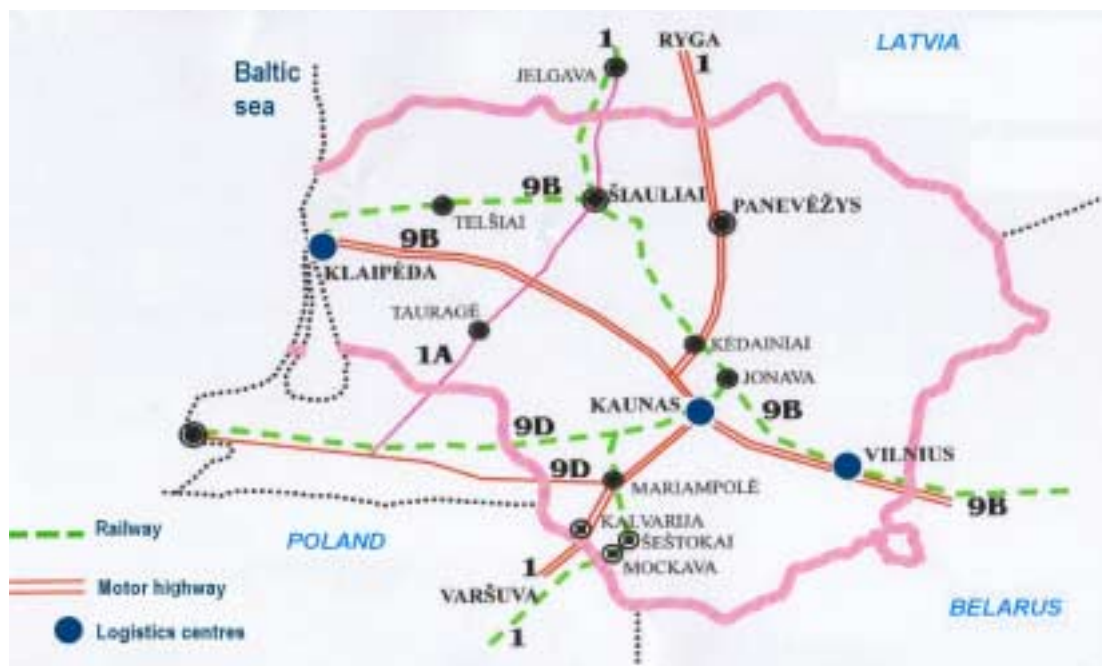 1
RYGA
1
LATVIA
JELGAVA
Baltic
sea
9B
ŠIAULIAI
PANEVĖŽYS
TELŠIAI
9B
KLAIPĖDA
TAURAGĖ
1A
KĖDAINIAI
JONAVA
KAUNAS
9B
9D
VILNIUS
9D
MARIAMPOLĖ
9B
KALVARIJA
ŠEŠTOKAI
MOCKAVA
1
VARŠUVA
1
POLAND
BELARUS
Railway
Motor highway
Logistics centres